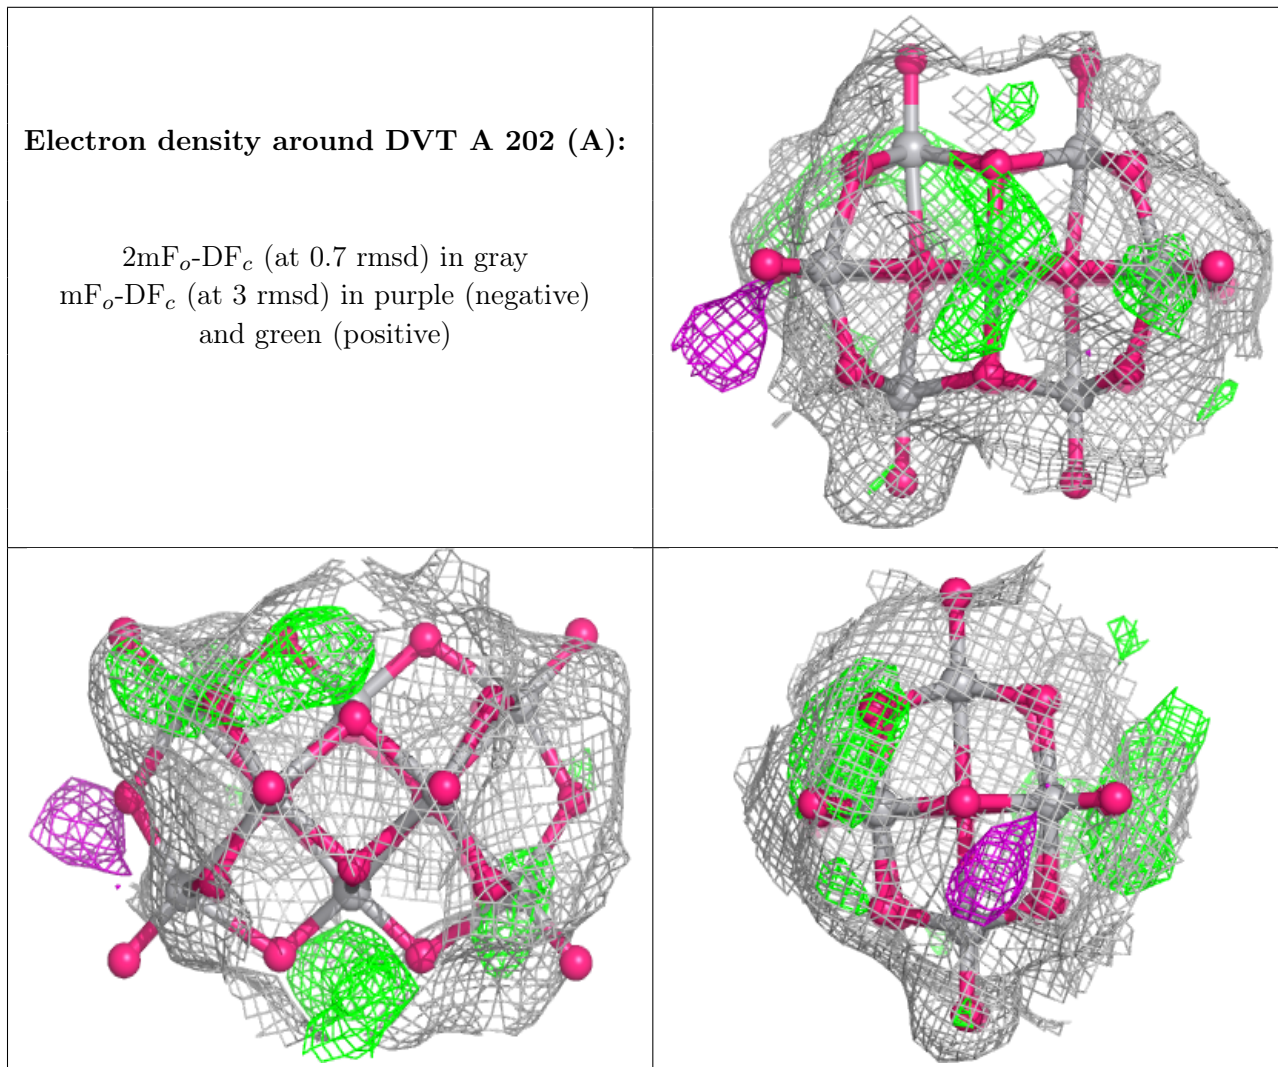 Electron density around DVT A 202 (A):
2mFo-DFc (at 0.7 rmsd) in gray
mFo-DFc (at 3 rmsd) in purple (negative)
and green (positive)